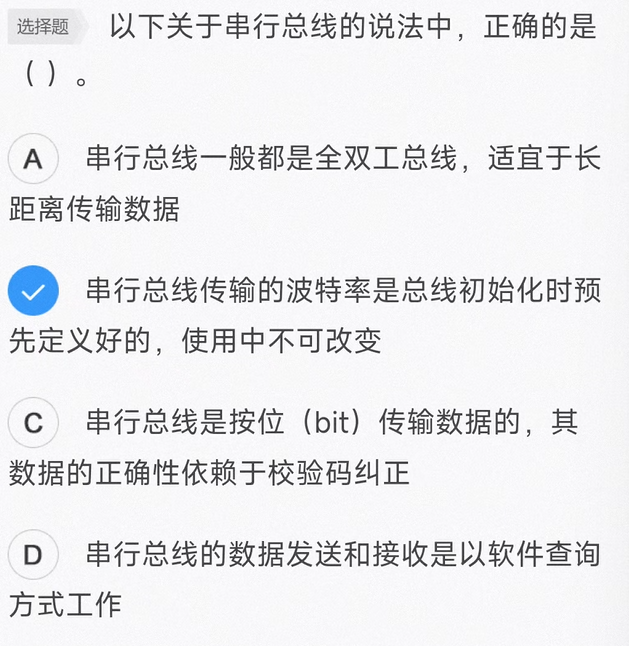 选择题 以下关于串行总线的说法中，正确的是
（ ）。
A 串行总线一般都是全双工总线，适宜于长
距离传输数据
串行总线传输的波特率是总线初始化时预
先定义好的，使用中不可改变
C 串行总线是按位（bit）传输数据的，其
数据的正确性依赖于校验码纠正
D 串行总线的数据发送和接收是以软件查询
方式工作